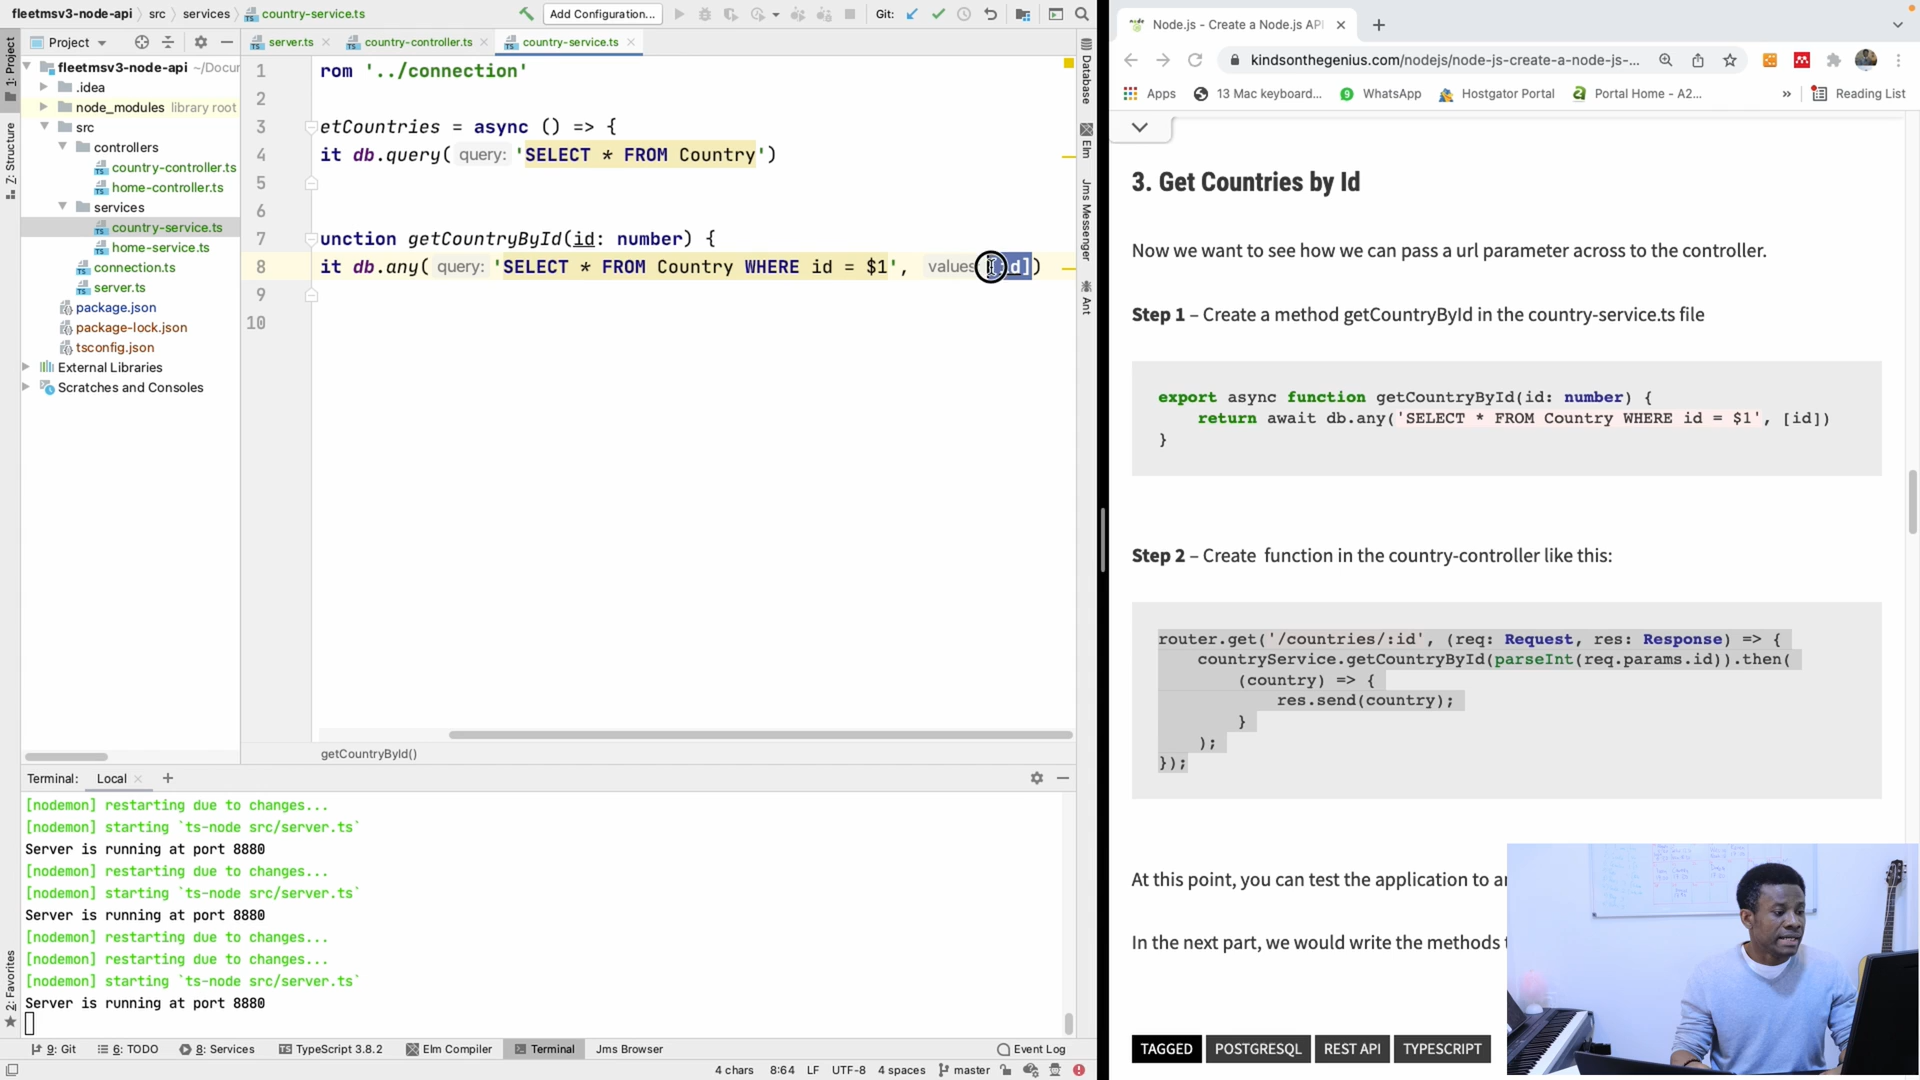 fleetmsv3-node-api
src
services
country-service.ts
Add Configuration...
Git:
Project
server.ts
country-controller.ts
country-service.ts
1: Project
Z: Structure
2: Favorites
fleetmsv3-node-api ~/Docur
.idea
node_modules library root
src
controllers
country-controller.ts
home-controller.ts
services
country-service.ts
home-service.ts
connection.ts
server.ts
package.json
package-lock.json
tsconfig.json
External Libraries
Scratches and Consoles
1 rom '../connection'
2
3 etCountries = async () => {
4 it db.query( query: 'SELECT * FROM Country')
5
6
7 unction getCountryById(id: number) {
8 it db.any( query: 'SELECT * FROM Country WHERE id = $1', values [id])
9
10
getCountryById()
Database
Elm
Jms Messenger
Ant
Terminal: Local
[nodemon] restarting due to changes...
[nodemon] starting `ts-node src/server.ts`
Server is running at port 8880
[nodemon] restarting due to changes...
[nodemon] starting `ts-node src/server.ts`
Server is running at port 8880
[nodemon] restarting due to changes...
[nodemon] restarting due to changes...
[nodemon] starting `ts-node src/server.ts`
Server is running at port 8880
9: Git
6: TODO
8: Services
TypeScript 3.8.2
Elm Compiler
Terminal
Jms Browser
Event Log
4 chars 8:64 LF UTF-8 4 spaces master
Node.js - Create a Node.js API
kindsonthegenius.com/nodejs/node-js-create-a-node-js-...
Apps
13 Mac keyboard...
WhatsApp
Hostgator Portal
Portal Home - A2...
»
Reading List
3. Get Countries by Id
Now we want to see how we can pass a url parameter across to the controller.
Step 1 – Create a method getCountryById in the country-service.ts file
export async function getCountryById(id: number) {
return await db.any('SELECT * FROM Country WHERE id = $1', [id])
}
Step 2 – Create function in the country-controller like this:
router.get('/countries/:id', (req: Request, res: Response) => {
countryService.getCountryById(parseInt(req.params.id)).then(
(country) => {
res.send(country);
}
);
});
At this point, you can test the application to
In the next part, we would write the methods
TAGGED
POSTGRESQL
REST API
TYPESCRIPT